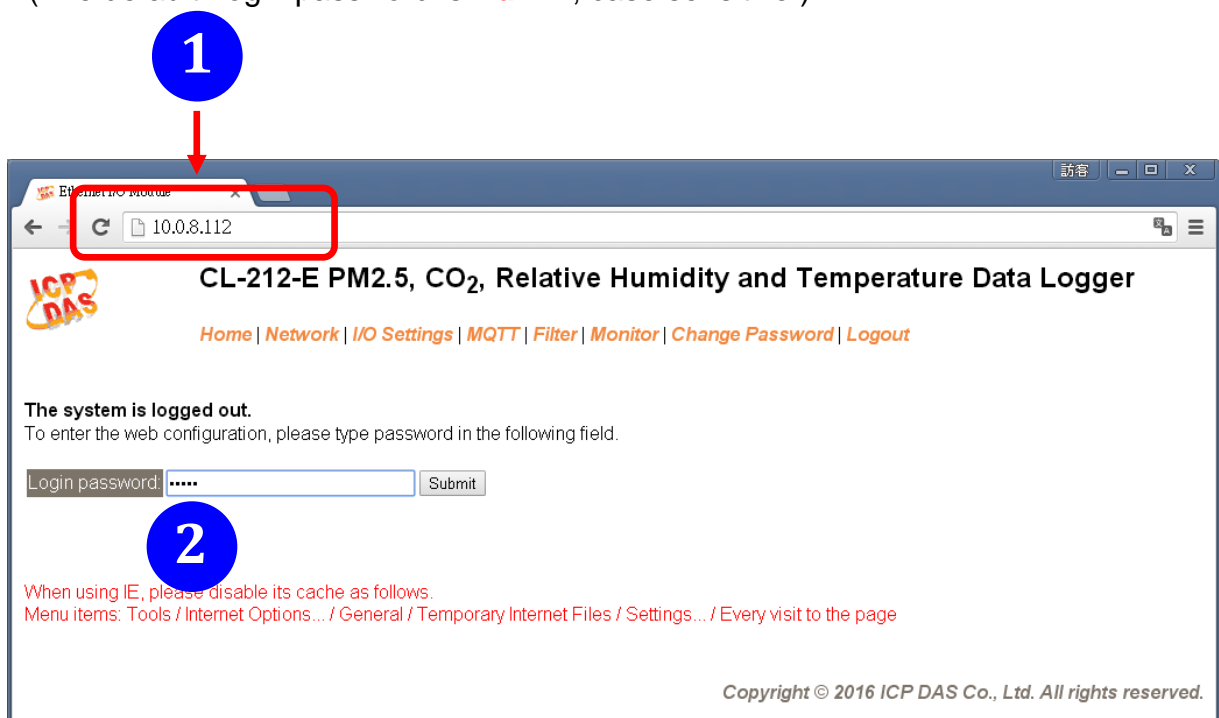 1
訪客
10.0.8.112
ICP DAS
CL-212-E PM2.5, CO2, Relative Humidity and Temperature Data Logger
Home | Network | I/O Settings | MQTT | Filter | Monitor | Change Password | Logout
The system is logged out.
To enter the web configuration, please type password in the following field.
Login password: ••••• Submit
2
When using IE, please disable its cache as follows.
Menu items: Tools / Internet Options... / General / Temporary Internet Files / Settings... / Every visit to the page
Copyright © 2016 ICP DAS Co., Ltd. All rights reserved.